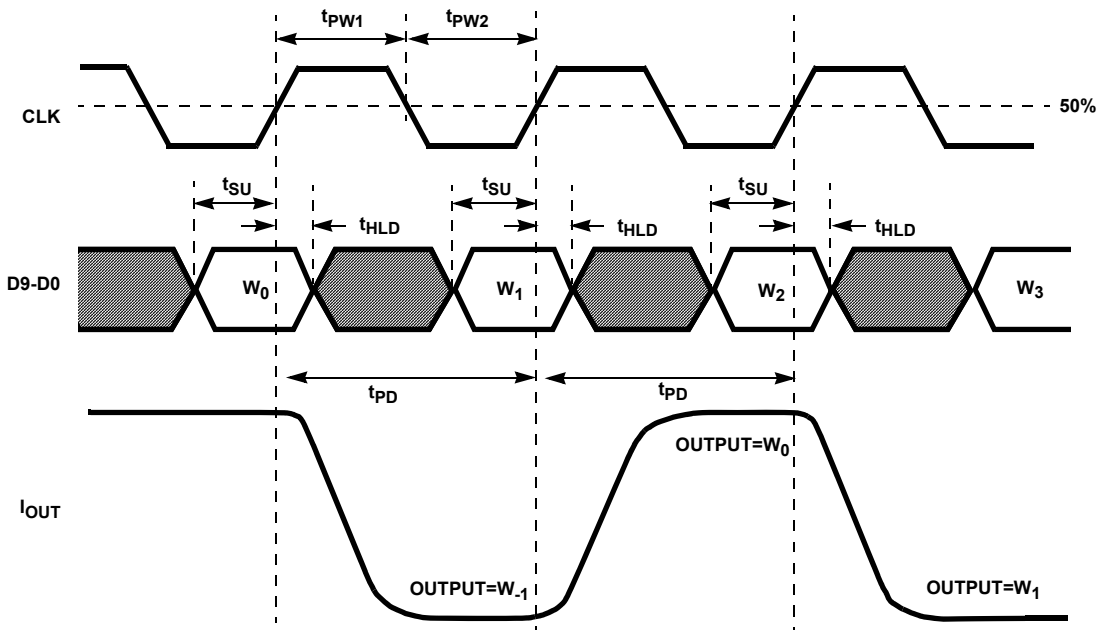 tPW1 tPW2
CLK
50%
tSU tSU tSU
tHLD tHLD tHLD
D9-D0
W0 W1 W2 W3
tPD tPD
OUTPUT=W0
IOUT
OUTPUT=W-1
OUTPUT=W1